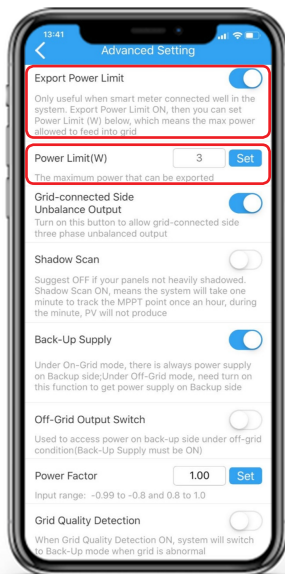 13:41
Advanced Setting
Export Power Limit
Only useful when smart meter connected well in the
system. Export Power Limit ON, then you can set
Power Limit (W) below, which means the max power
allowed to feed into grid
Power Limit(W) 3 Set
The maximum power that can be exported
Grid-connected Side
Unbalance Output
Turn on this button to allow grid-connected side
three phase unbalanced output
Shadow Scan
Suggest OFF if your panels not heavily shadowed.
Shadow Scan ON, means the system will take one
minute to track the MPPT point once an hour, during
the minute, PV will not produce
Back-Up Supply
Under On-Grid mode, there is always power supply
on Backup side;Under Off-Grid mode, need turn on
this function to get power supply on Backup side
Off-Grid Output Switch
Used to access power on back-up side under off-grid
condition(Back-Up Supply must be ON)
Power Factor 1.00 Set
Input range: -0.99 to -0.8 and 0.8 to 1.0
Grid Quality Detection
When Grid Quality Detection ON, system will switch
to Back-Up mode when grid is abnormal